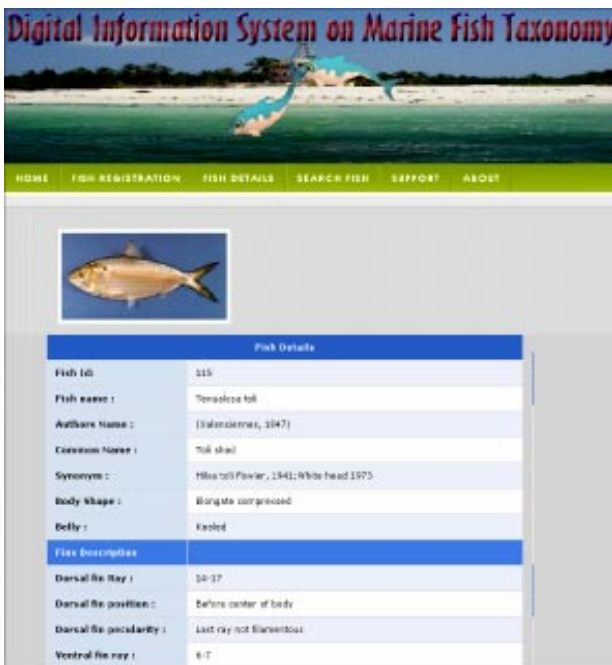 Digital Information System on Marine Fish Taxonomy
HOME FISH REGISTRATION FISH DETAILS SEARCH FISH SUPPORT ABOUT
Fish Details
Fish Id: 115
Fish name : Tenualosa toli
Authors Name : (Valenciennes, 1847)
Common Name : Toli shad
Synonym : Hilsa toli Fowler, 1941; White head 1973
Body Shape : Elongate compressed
Belly : Keeled
Fins Description
Dorsal fin Ray : 14-17
Dorsal fin position : Before center of body
Dorsal fin pecularity : Last ray not filamentous
Ventral fin ray : 6-7